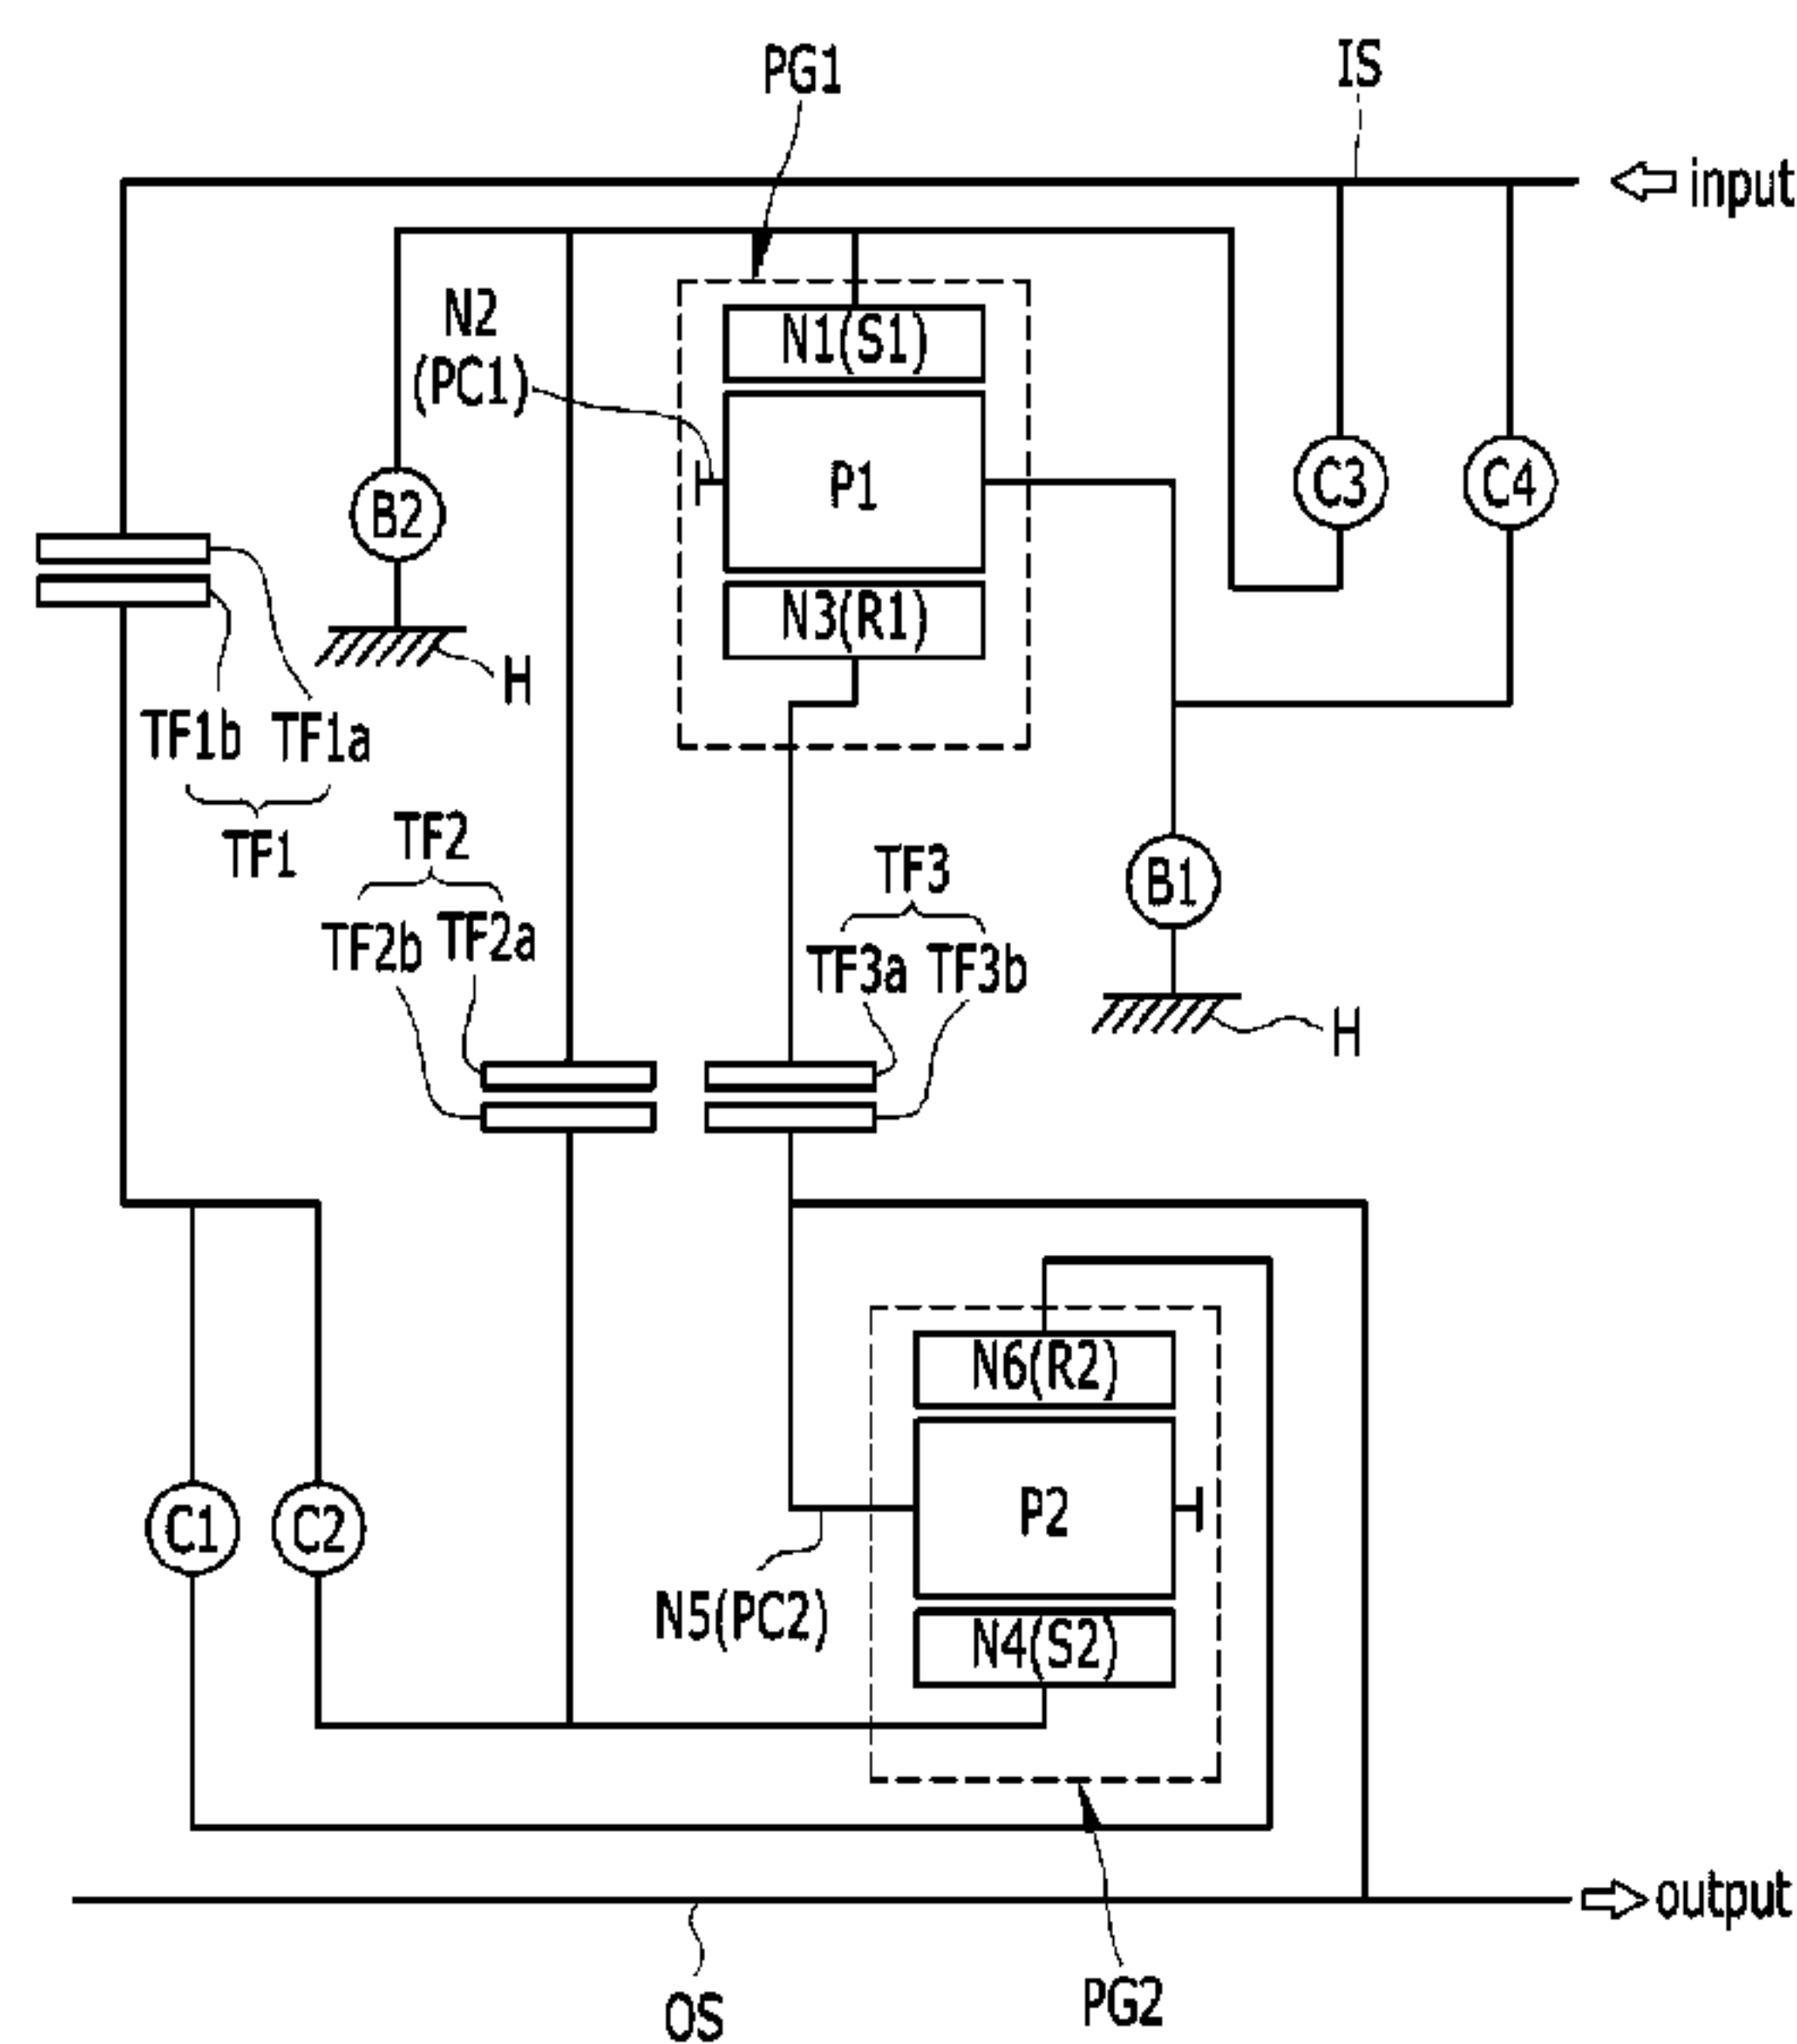 PG1
IS
input
N2
(PC1)
N1(S1)
P1
N3(R1)
B2
C3
C4
H
TF1b
TF1a
TF1
TF2
TF2b
TF2a
TF3
TF3a
TF3b
B1
H
N6(R2)
P2
N4(S2)
C1
C2
N5(PC2)
output
OS
PG2